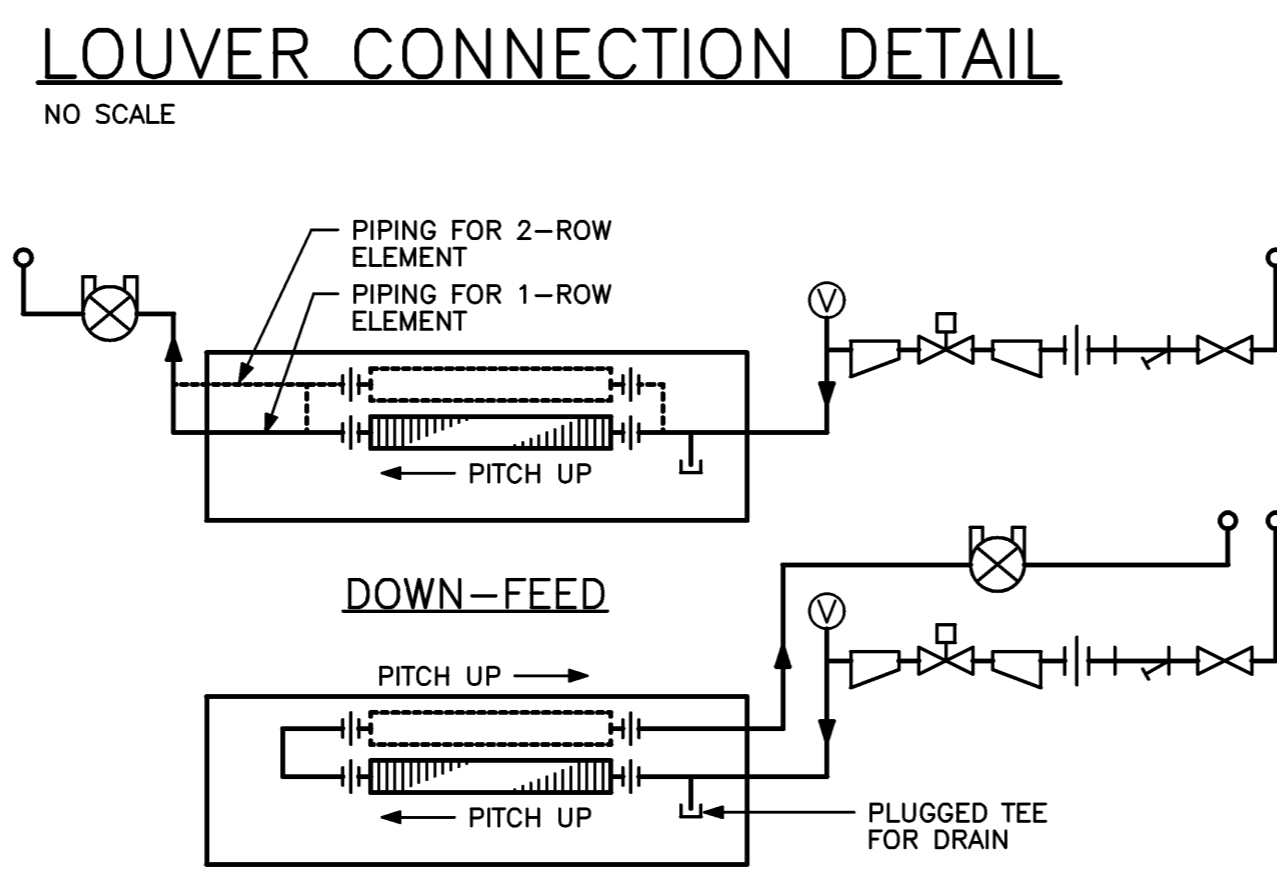 LOUVER CONNECTION DETAIL
NO SCALE
PIPING FOR 2-ROW
ELEMENT
PIPING FOR 1-ROW
ELEMENT
V
PITCH UP
DOWN-FEED
V
PITCH UP
PITCH UP
PLUGGED TEE
FOR DRAIN